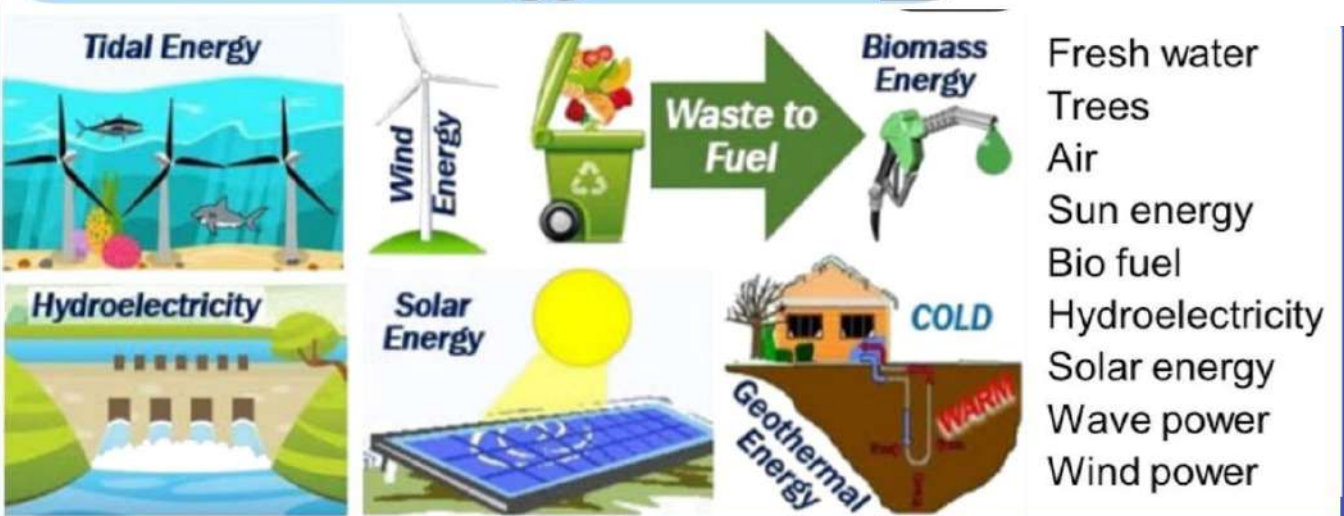 Tidal Energy
Wind
Energy
Waste to
Fuel
Biomass
Energy
Hydroelectricity
Solar
Energy
COLD
WARM
Geothermal
Energy
Fresh water
Trees
Air
Sun energy
Bio fuel
Hydroelectricity
Solar energy
Wave power
Wind power